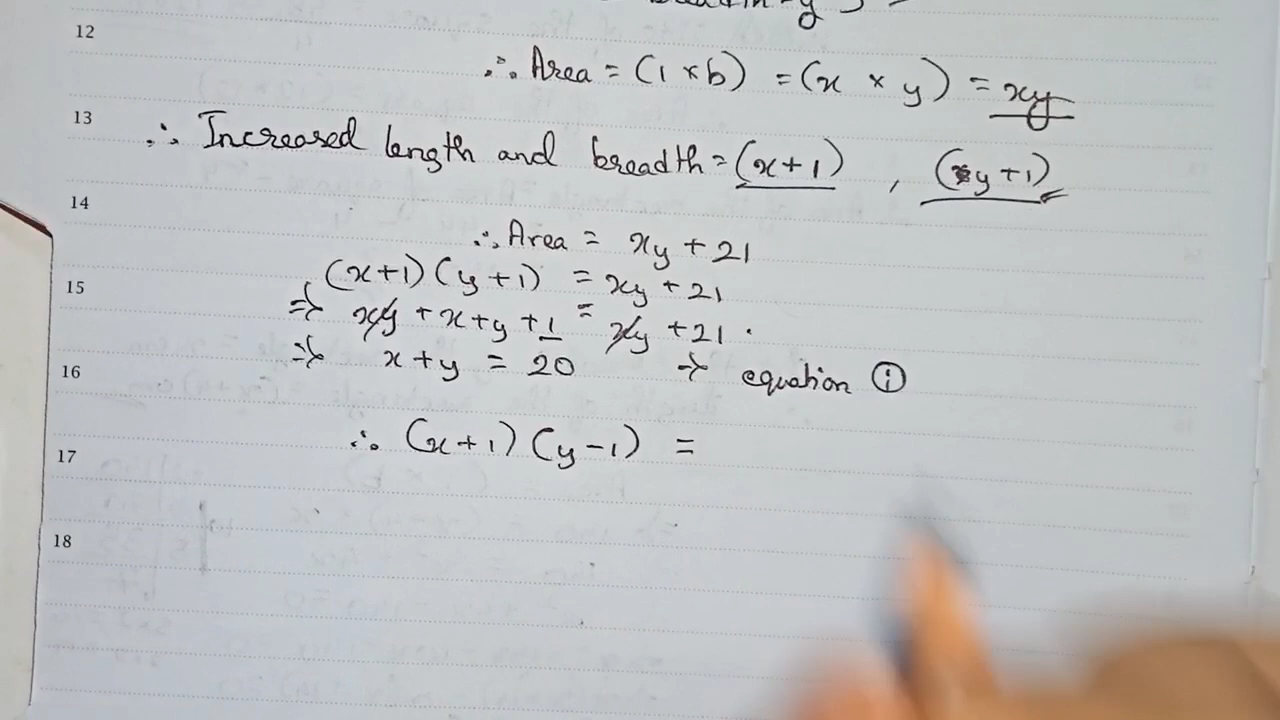 y
12
∴ Area = (l × b) = (x × y) = xy
13
∴ Increased length and breadth = (x+1) , (y+1)
14
∴ Area = xy + 21
15
(x+1) (y+1) = xy + 21
⇒ xy + x + y + 1 = xy + 21 .
⇒ x + y = 20 → equation ①
16
∴ (x+1) (y-1) =
17
18